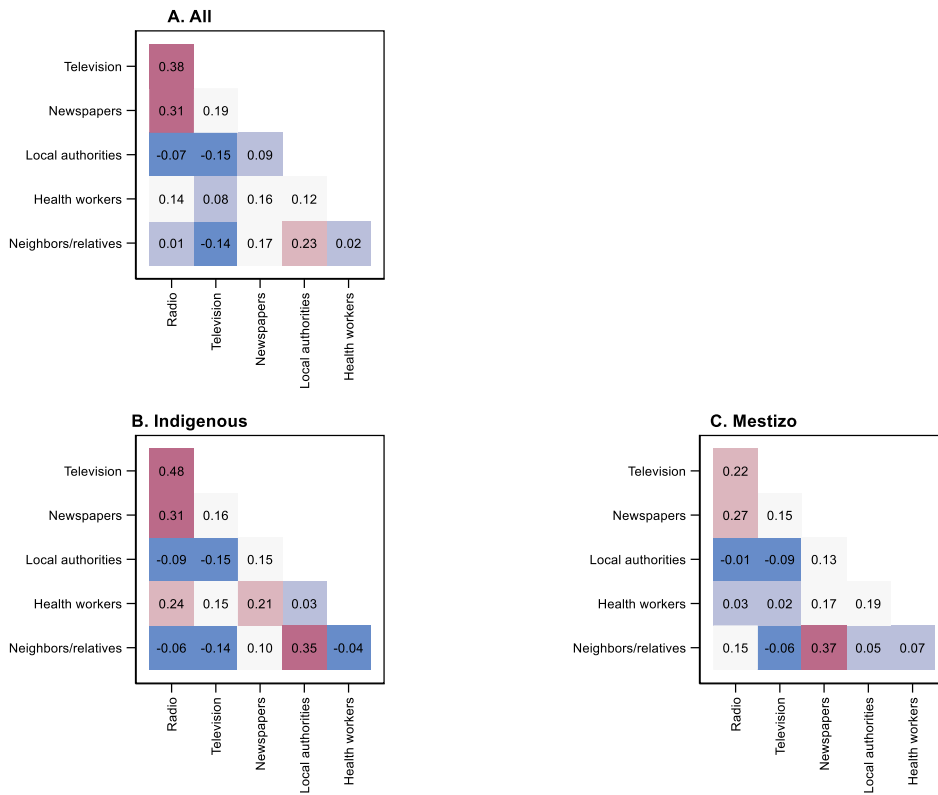 A. All
Television 0.38
Newspapers 0.31 0.19
Local authorities -0.07 -0.15 0.09
Health workers 0.14 0.08 0.16 0.12
Neighbors/relatives 0.01 -0.14 0.17 0.23 0.02
Radio
Television
Newspapers
Local authorities
Health workers
B. Indigenous
Television 0.48
Newspapers 0.31 0.16
Local authorities -0.09 -0.15 0.15
Health workers 0.24 0.15 0.21 0.03
Neighbors/relatives -0.06 -0.14 0.10 0.35 -0.04
Radio
Television
Newspapers
Local authorities
Health workers
C. Mestizo
Television 0.22
Newspapers 0.27 0.15
Local authorities -0.01 -0.09 0.13
Health workers 0.03 0.02 0.17 0.19
Neighbors/relatives 0.15 -0.06 0.37 0.05 0.07
Radio
Television
Newspapers
Local authorities
Health workers